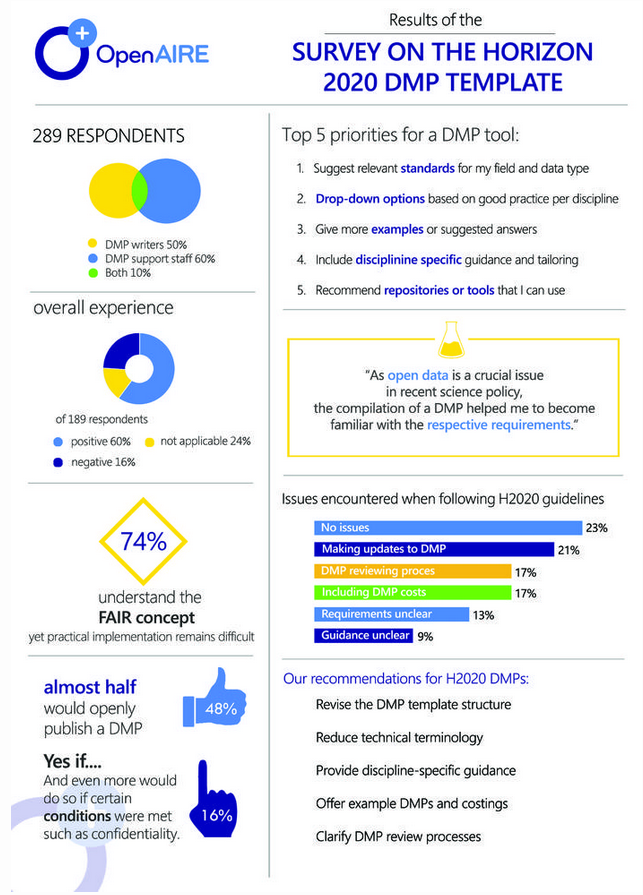 OpenAIRE
Results of the
SURVEY ON THE HORIZON
2020 DMP TEMPLATE
289 RESPONDENTS
DMP writers 50%
DMP support staff 60%
Both 10%
overall experience
of 189 respondents
positive 60%
not applicable 24%
negative 16%
74%
understand the
FAIR concept
yet practical implementation remains difficult
almost half
would openly
publish a DMP
48%
Yes if....
And even more would
do so if certain
conditions were met
such as confidentiality.
16%
Top 5 priorities for a DMP tool:
1. Suggest relevant standards for my field and data type
2. Drop-down options based on good practice per discipline
3. Give more examples or suggested answers
4. Include disciplinine specific guidance and tailoring
5. Recommend repositories or tools that I can use
"As open data is a crucial issue
in recent science policy,
the compilation of a DMP helped me to become
familiar with the respective requirements."
Issues encountered when following H2020 guidelines
No issues 23%
Making updates to DMP 21%
DMP reviewing proces 17%
Including DMP costs 17%
Requirements unclear 13%
Guidance unclear 9%
Our recommendations for H2020 DMPs:
Revise the DMP template structure
Reduce technical terminology
Provide discipline-specific guidance
Offer example DMPs and costings
Clarify DMP review processes